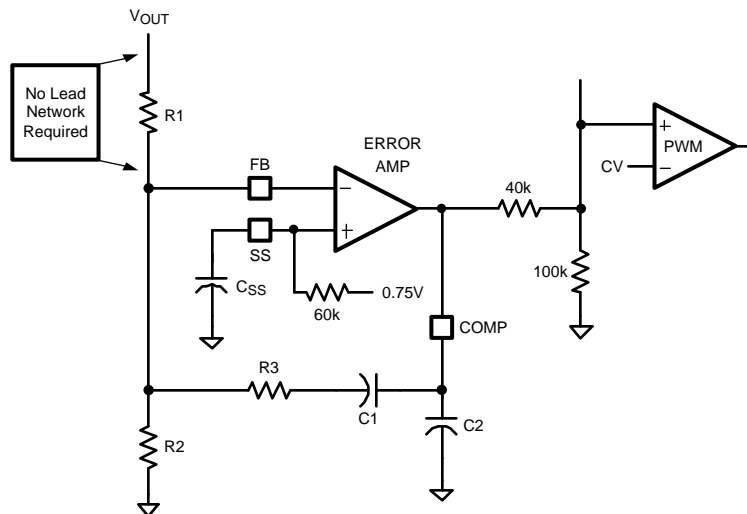 VOUT
No Lead
Network
Required
R1
ERROR
AMP
FB
−
+
SS
CSS
60k
0.75V
40k
100k
+
PWM
CV
−
COMP
R3
C1
C2
R2